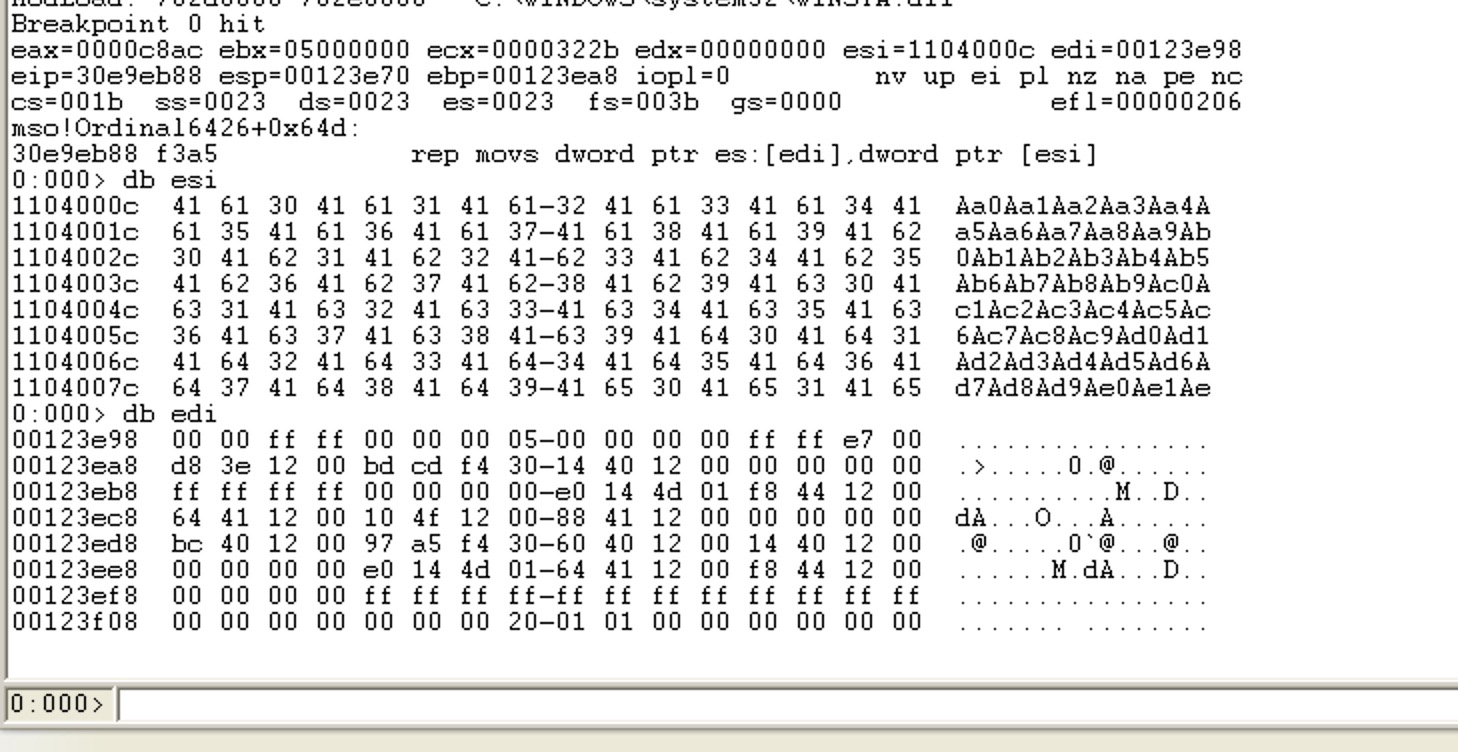 Breakpoint 0 hit
eax=0000c8ac ebx=05000000 ecx=0000322b edx=00000000 esi=1104000c edi=00123e98
eip=30e9eb88 esp=00123e70 ebp=00123ea8 iopl=0         nv up ei pl nz na pe nc
cs=001b  ss=0023  ds=0023  es=0023  fs=003b  gs=0000             efl=00000206
mso!Ordinal6426+0x64d:
30e9eb88 f3a5            rep movs dword ptr es:[edi],dword ptr [esi]
0:000> db esi
1104000c  41 61 30 41 61 31 41 61-32 41 61 33 41 61 34 41  Aa0Aa1Aa2Aa3Aa4A
1104001c  61 35 41 61 36 41 61 37-41 61 38 41 61 39 41 62  a5Aa6Aa7Aa8Aa9Ab
1104002c  30 41 62 31 41 62 32 41-62 33 41 62 34 41 62 35  0Ab1Ab2Ab3Ab4Ab5
1104003c  41 62 36 41 62 37 41 62-38 41 62 39 41 63 30 41  Ab6Ab7Ab8Ab9Ac0A
1104004c  63 31 41 63 32 41 63 33-41 63 34 41 63 35 41 63  c1Ac2Ac3Ac4Ac5Ac
1104005c  36 41 63 37 41 63 38 41-63 39 41 64 30 41 64 31  6Ac7Ac8Ac9Ad0Ad1
1104006c  41 64 32 41 64 33 41 64-34 41 64 35 41 64 36 41  Ad2Ad3Ad4Ad5Ad6A
1104007c  64 37 41 64 38 41 64 39-41 65 30 41 65 31 41 65  d7Ad8Ad9Ae0Ae1Ae
0:000> db edi
00123e98  00 00 ff ff 00 00 00 05-00 00 00 00 ff ff e7 00  ................
00123ea8  d8 3e 12 00 bd cd f4 30-14 40 12 00 00 00 00 00  .>.....0.@......
00123eb8  ff ff ff ff 00 00 00 00-e0 14 4d 01 f8 44 12 00  ..........M..D..
00123ec8  64 41 12 00 10 4f 12 00-88 41 12 00 00 00 00 00  dA...O...A......
00123ed8  bc 40 12 00 97 a5 f4 30-60 40 12 00 14 40 12 00  .@.....0`@...@..
00123ee8  00 00 00 00 e0 14 4d 01-64 41 12 00 f8 44 12 00  ......M.dA...D..
00123ef8  00 00 00 00 ff ff ff ff-ff ff ff ff ff ff ff ff  ................
00123f08  00 00 00 00 00 00 00 20-01 01 00 00 00 00 00 00  ....... ........
0:000>